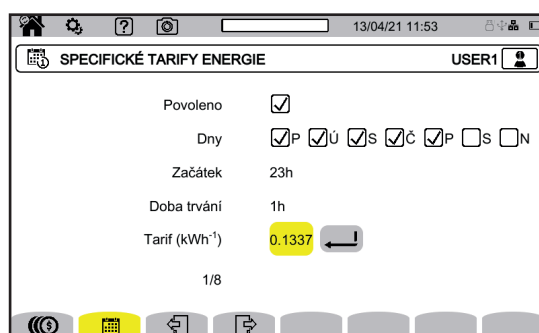 ? 13/04/21 11:53
SPECIFICKÉ TARIFY ENERGIE USER1
Povoleno
Dny P Ú S Č P S N
Začátek 23h
Doba trvání 1h
Tarif (kWh⁻¹) 0.1337
1/8